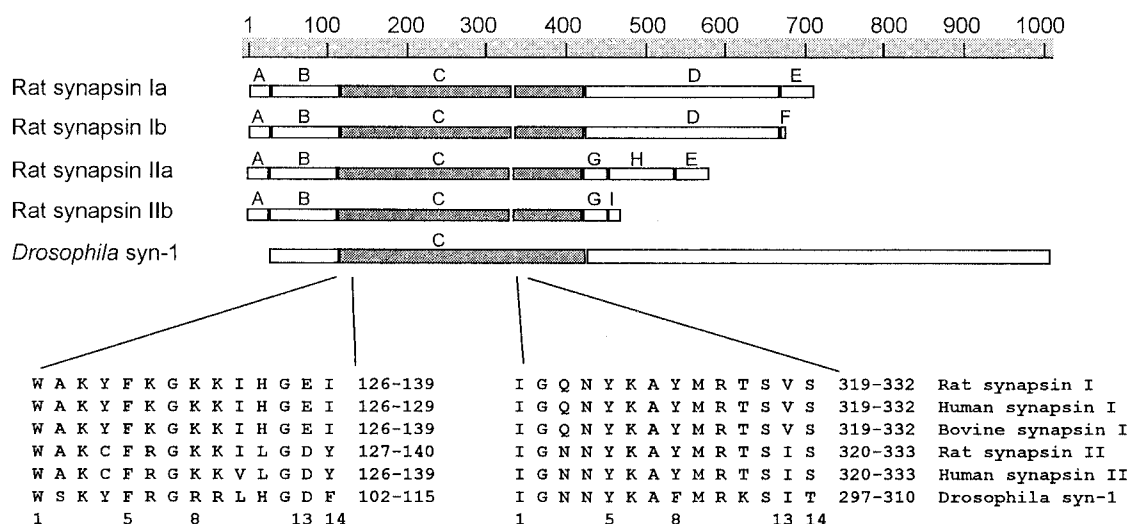 1 100 200 300 400 500 600 700 800 900 1000
A B C D E
Rat synapsin Ia
A B C D F
Rat synapsin Ib
A B C G H E
Rat synapsin IIa
A B C G I
Rat synapsin IIb
C
Drosophila syn-1
W A K Y F K G K K I H G E I 126-139 I G Q N Y K A Y M R T S V S 319-332 Rat synapsin I
W A K Y F K G K K I H G E I 126-129 I G Q N Y K A Y M R T S V S 319-332 Human synapsin I
W A K Y F K G K K I H G E I 126-139 I G Q N Y K A Y M R T S V S 319-332 Bovine synapsin I
W A K C F R G K K I L G D Y 127-140 I G N N Y K A Y M R T S I S 320-333 Rat synapsin II
W A K C F R G K K V L G D Y 126-139 I G N N Y K A Y M R T S I S 320-333 Human synapsin II
W S K Y F R G R R L H G D F 102-115 I G N N Y K A F M R K S I T 297-310 Drosophila syn-1
1 5 8 13 14 1 5 8 13 14